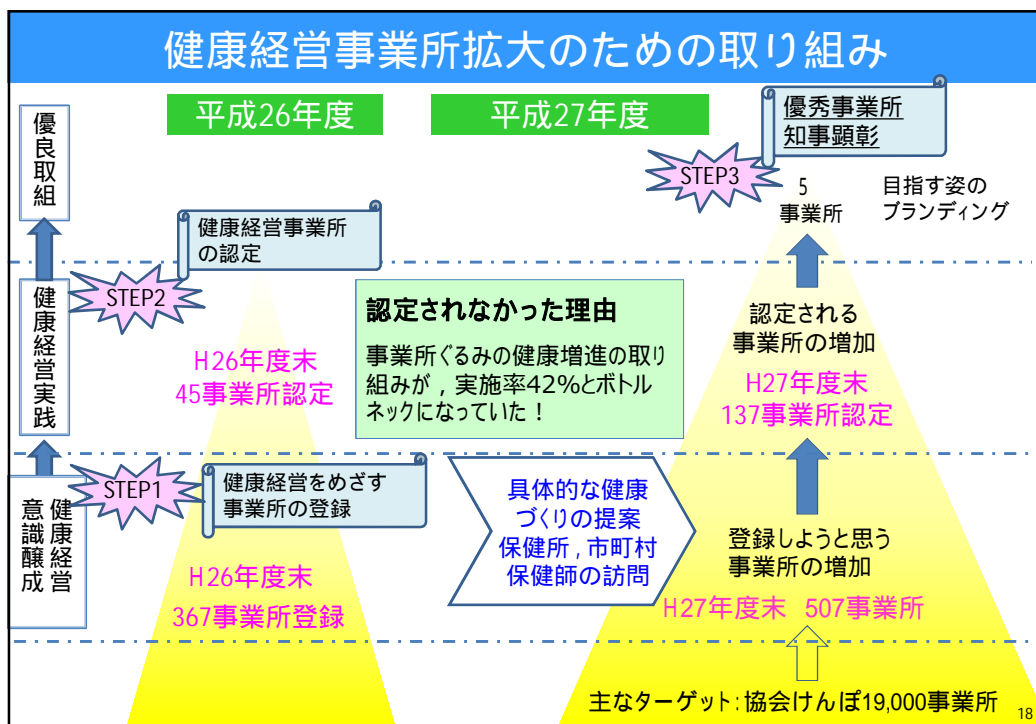 健康経営事業所拡大のための取り組み
平成26年度
平成27年度
優良取組
健康経営実践
健康経営
意識醸成
STEP3
優秀事業所
知事顕彰
5
事業所
目指す姿の
ブランディング
STEP2
健康経営事業所
の認定
H26年度末
45事業所認定
認定されなかった理由
事業所ぐるみの健康増進の取り
組みが，実施率42%とボトル
ネックになっていた！
認定される
事業所の増加
H27年度末
137事業所認定
STEP1
健康経営をめざす
事業所の登録
H26年度末
367事業所登録
具体的な健康
づくりの提案
保健所，市町村
保健師の訪問
登録しようと思う
事業所の増加
H27年度末 507事業所
主なターゲット：協会けんぽ19,000事業所
18